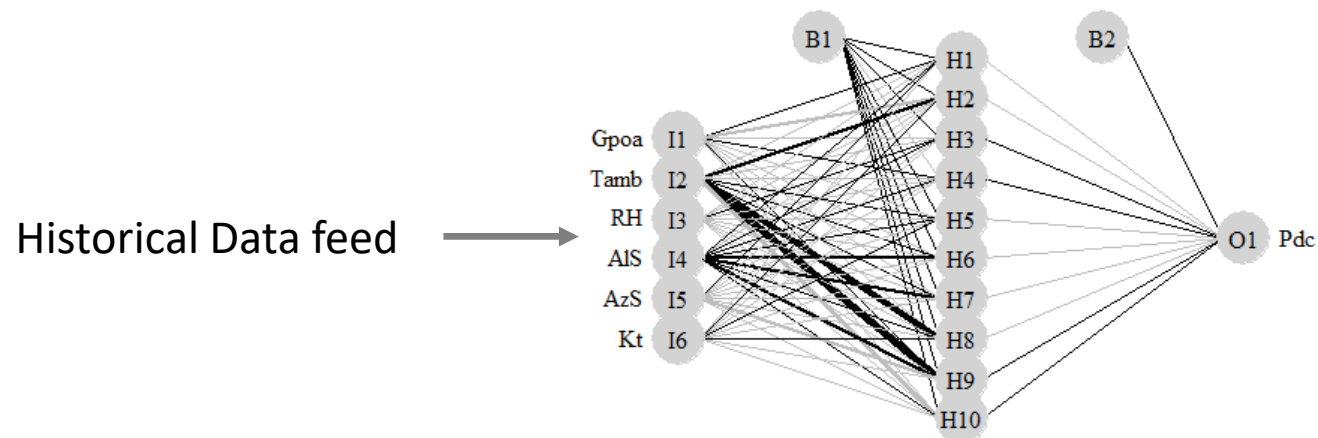 B1
B2
H1
H2
Gpoa I1 H3
Tamb I2 H4
RH I3 H5
Historical Data feed
AlS I4 H6
O1 Pdc
AzS I5 H7
Kt I6 H8
H9
H10